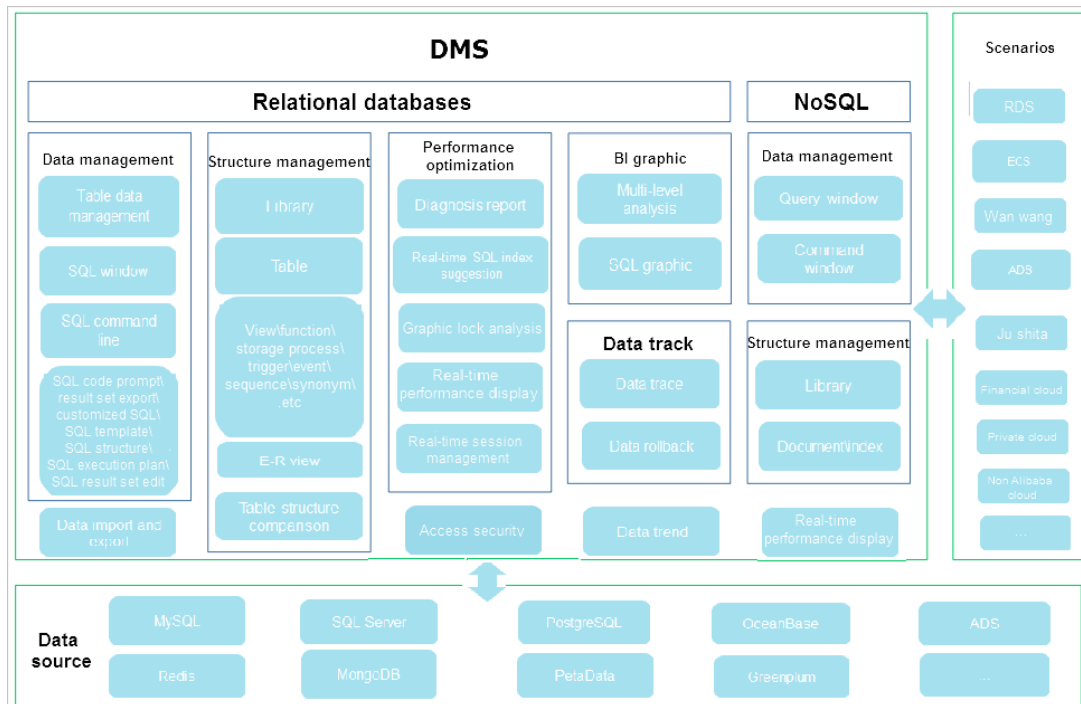 DMS
Relational databases
NoSQL
Data management
Table data
management
SQL window
SQL command
line
SQL code prompt\
result set export\
customized SQL\
SQL template\
SQL structure\
SQL execution plan\
SQL result set edit
Data import and
export
Structure management
Library
Table
View\function\
storage process\
trigger\event\
sequence\synonym\
.etc
E-R view
Table structure
comparison
Performance
optimization
Diagnosis report
Real-time SQL index
suggestion
Graphic lock analysis
Real-time
performance display
Real-time session
management
Access security
BI graphic
Multi-level
analysis
SQL graphic
Data track
Data trace
Data rollback
Data trend
Data management
Query window
Command
window
Structure management
Library
Document\index
Real-time
performance display
Scenarios
RDS
ECS
Wan wang
ADS
Ju shita
Financial cloud
Private cloud
Non Alibaba
cloud
...
Data
source
MySQL
SQL Server
PostgreSQL
OceanBase
ADS
Redis
MongoDB
PetaData
Greenplum
...